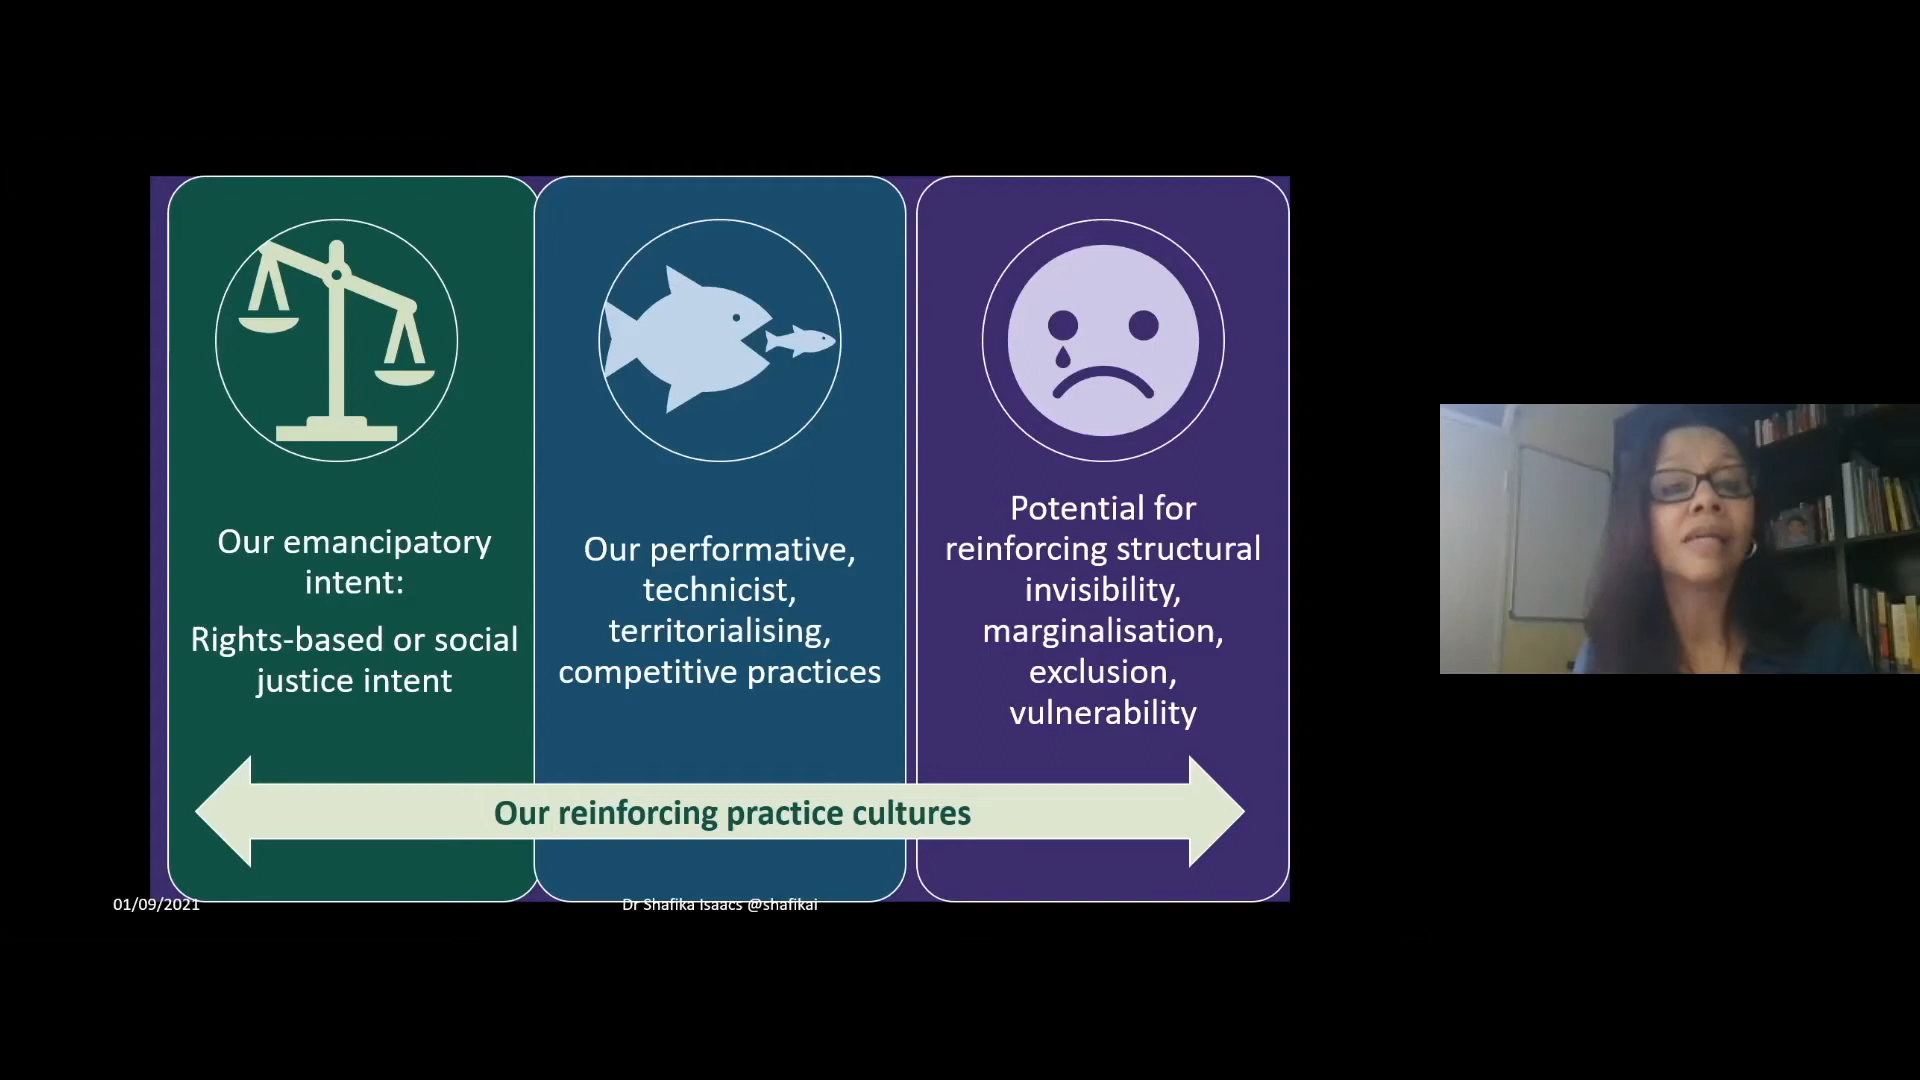 Our emancipatory
intent:
Rights-based or social
justice intent
Our performative,
technicist,
territorialising,
competitive practices
Potential for
reinforcing structural
invisibility,
marginalisation,
exclusion,
vulnerability
Our reinforcing practice cultures
01/09/2021
Dr Shafika Isaacs @shafikai